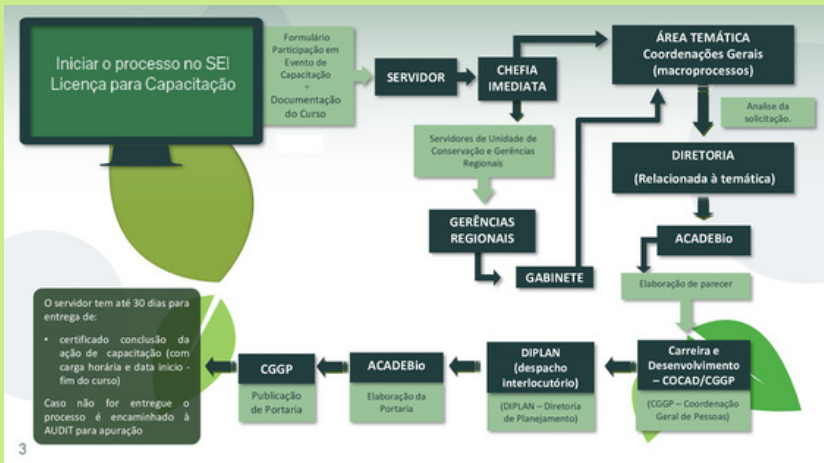 Iniciar o processo no SEI
Licença para Capacitação
Formulário
Participação em
Evento de
Capacitação
+
Documentação
do Curso
SERVIDOR
CHEFIA
IMEDIATA
ÁREA TEMÁTICA
Coordenações Gerais
(macroprocessos)
Analise da
solicitação.
Servidores de Unidade de
Conservação e Gerências
Regionais
DIRETORIA
(Relacionada à temática)
GERÊNCIAS
REGIONAIS
GABINETE
ACADEBio
Elaboração de parecer
O servidor tem até 30 dias para
entrega de:
• certificado conclusão da
ação de capacitação (com
carga horária e data início -
fim do curso)
Caso não for entregue o
processo é encaminhado à
AUDIT para apuração
CGGP
Publicação
de Portaria
ACADEBio
Elaboração da
Portaria
DIPLAN
(despacho
interlocutório)
(DIPLAN – Diretoria
de Planejamento)
Carreira e
Desenvolvimento
– COCAD/CGGP
(CGGP – Coordenação
Geral de Pessoas)
3